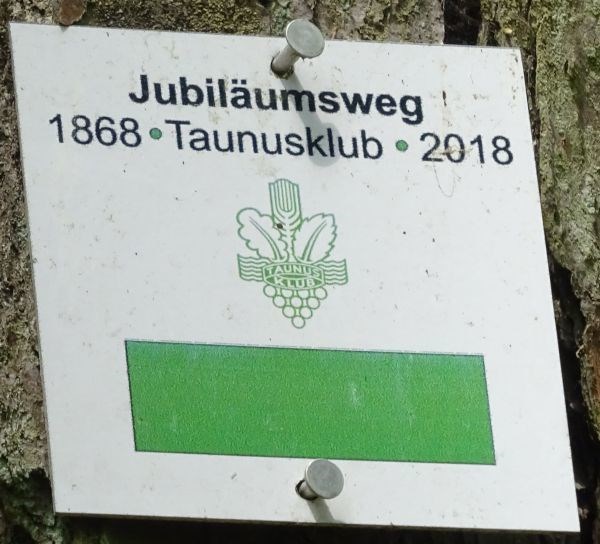 Jubiläumsweg
1868 • Taunusklub • 2018
TAUNUS
KLUB